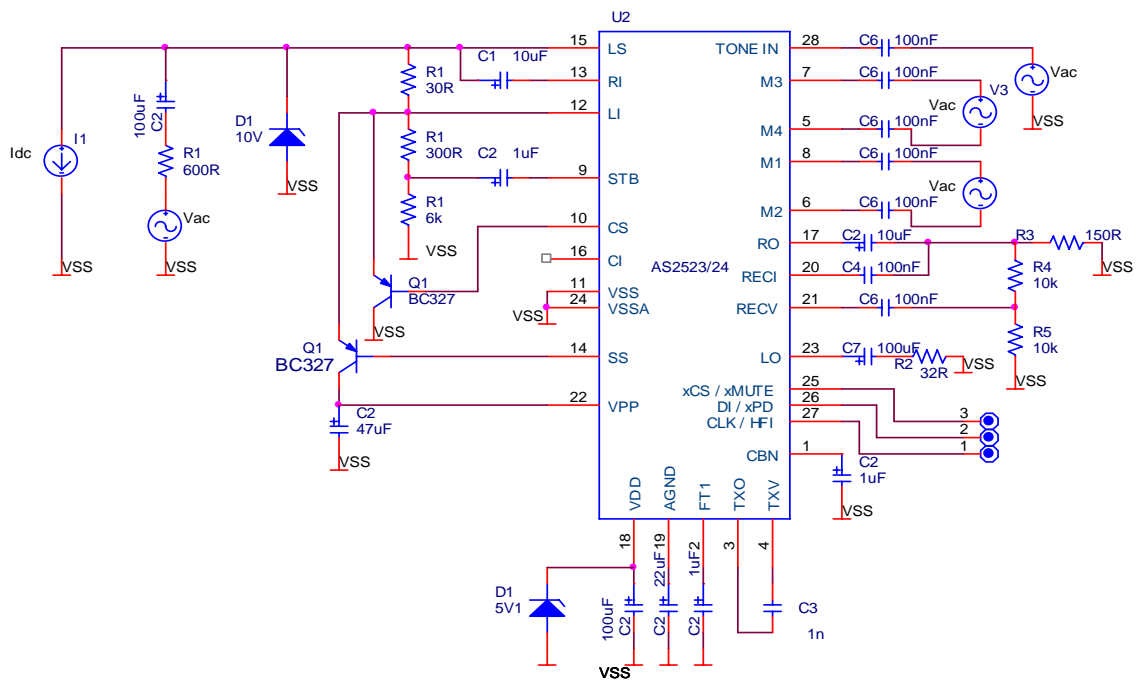 U2
AS2523/24
15 LS
13 RI
12 LI
9 STB
10 CS
16 CI
11 VSS
24 VSSA
14 SS
22 VPP
28 TONE IN
7 M3
5 M4
8 M1
6 M2
17 RO
20 RECI
21 RECV
23 LO
25 xCS / xMUTE
26 DI / xPD
27 CLK / HFI
1 CBN
18 VDD
19 AGND
2 FT1
3 TXO
4 TXV
I1
Idc
VSS
100uF
C2
R1
600R
Vac
VSS
D1
10V
VSS
R1
30R
C1
10uF
R1
300R
C2
1uF
R1
6k
VSS
Q1
BC327
VSS
Q1
BC327
C2
47uF
VSS
VSS
C6
100nF
Vac
VSS
C6
100nF
Vac
V3
C6
100nF
C6
100nF
Vac
C6
100nF
C2
10uF
R3
150R
VSS
C4
100nF
R4
10k
C6
100nF
R5
10k
VSS
C7
100uF
R2
32R
VSS
3
2
1
C2
1uF
VSS
D1
5V1
100uF
C2
22uF
C2
1uF
C2
C3
1n
VSS